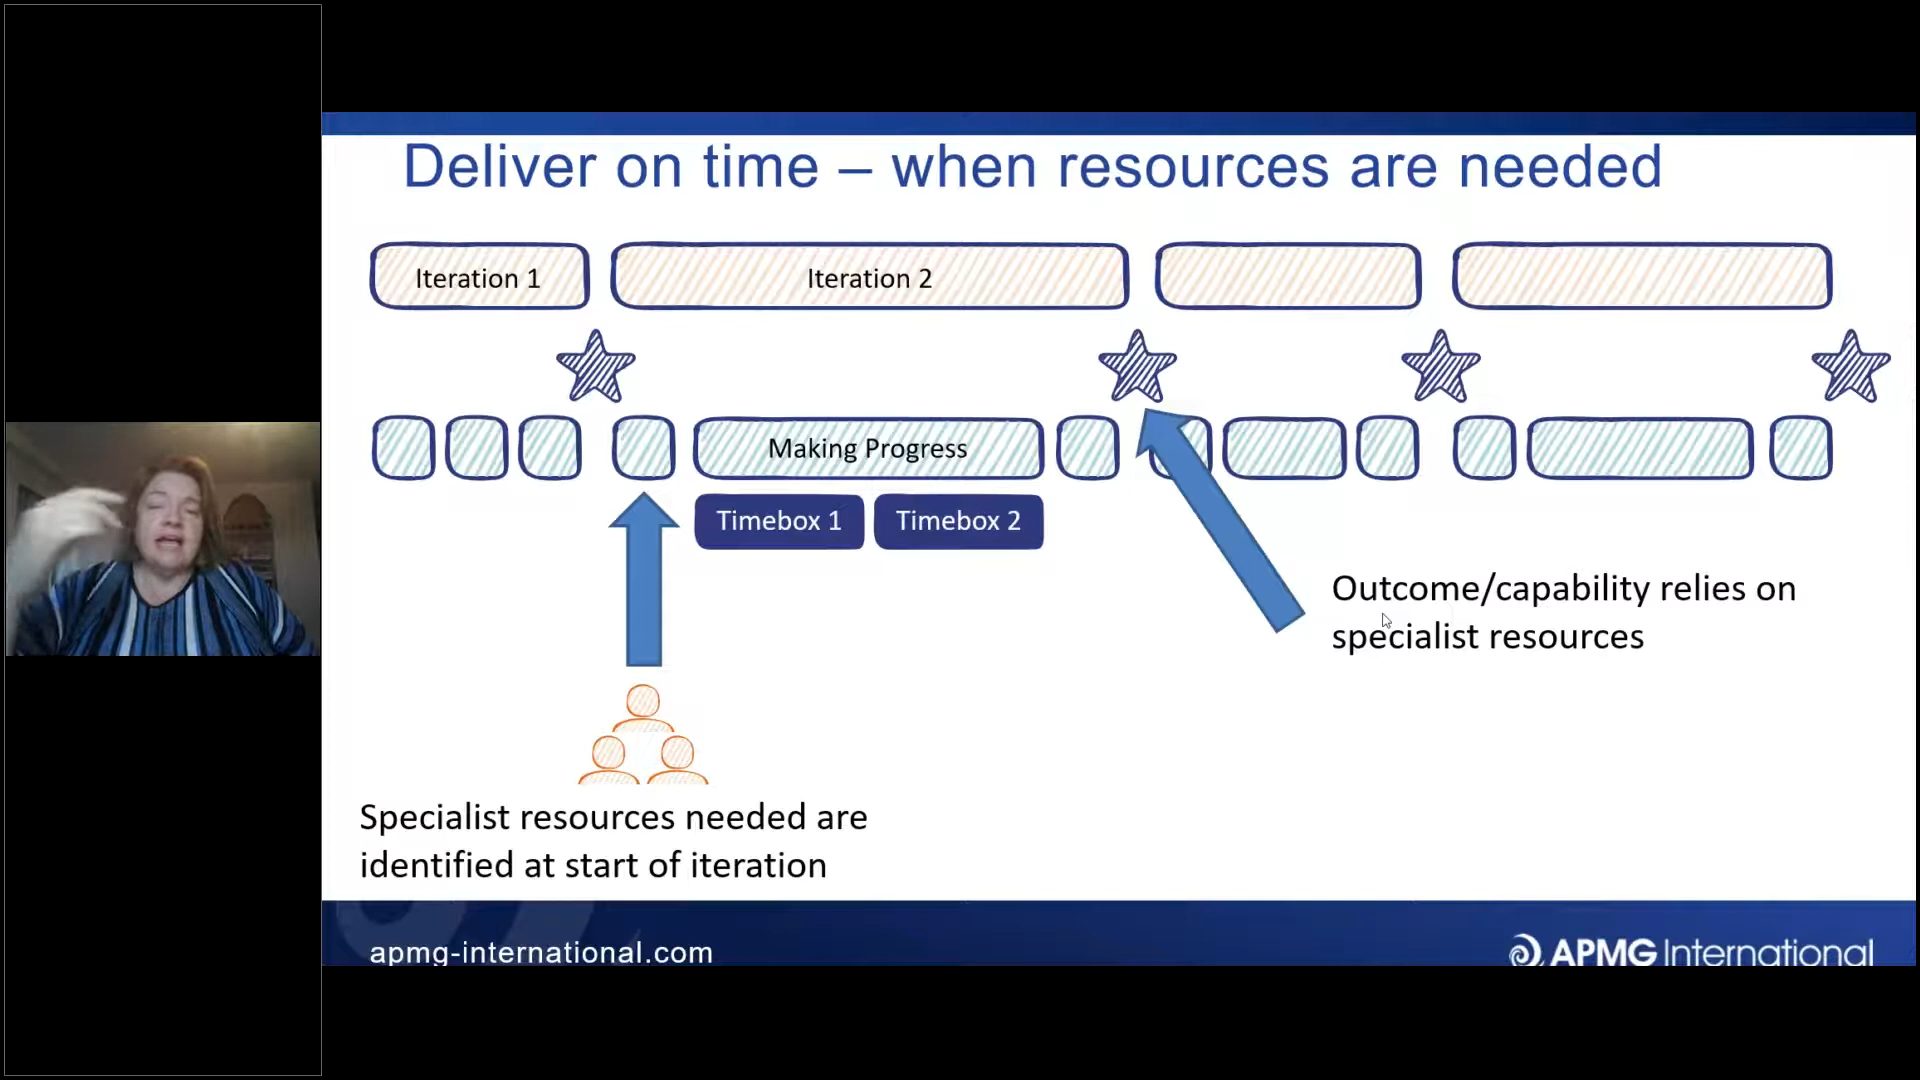 Deliver on time – when resources are needed
Iteration 1
Iteration 2
Making Progress
Timebox 1
Timebox 2
Outcome/capability relies on
specialist resources
Specialist resources needed are
identified at start of iteration
apmg-international.com
APMG International